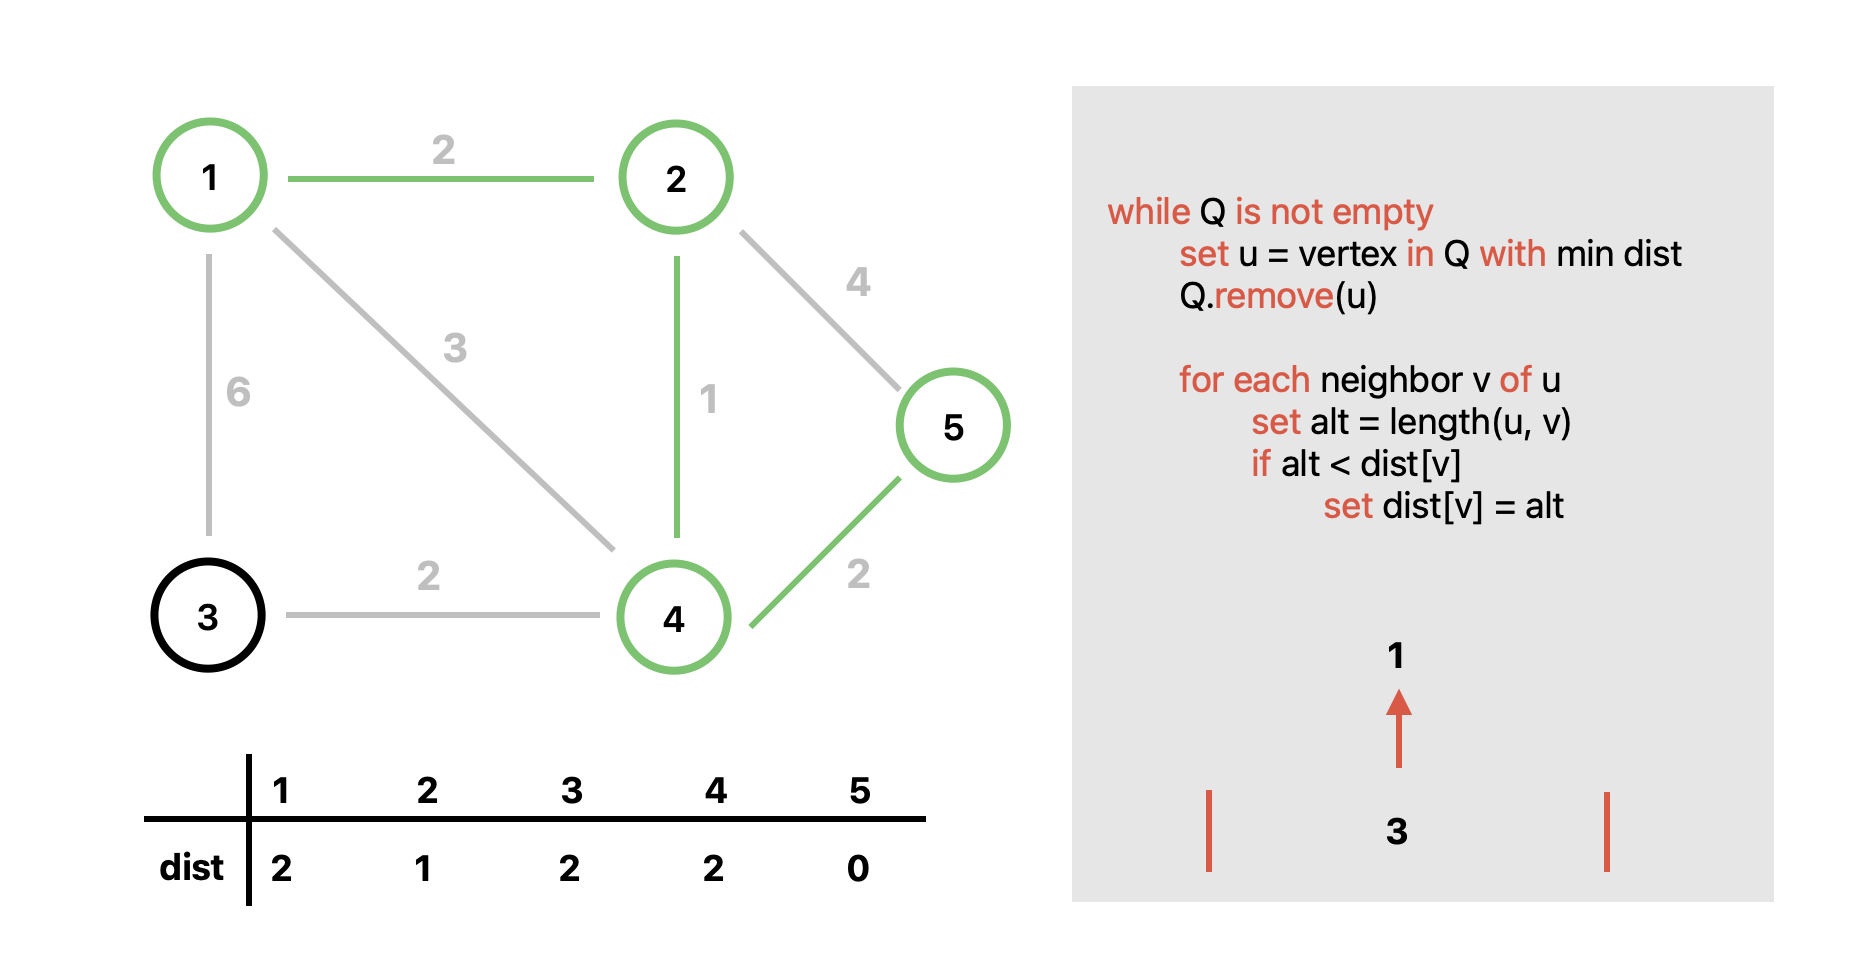 1
2
2
4
3
6
1
5
2
2
3
4
1 2 3 4 5
dist 2 1 2 2 0
while Q is not empty
set u = vertex in Q with min dist
Q.remove(u)
for each neighbor v of u
set alt = length(u, v)
if alt < dist[v]
set dist[v] = alt
1
3